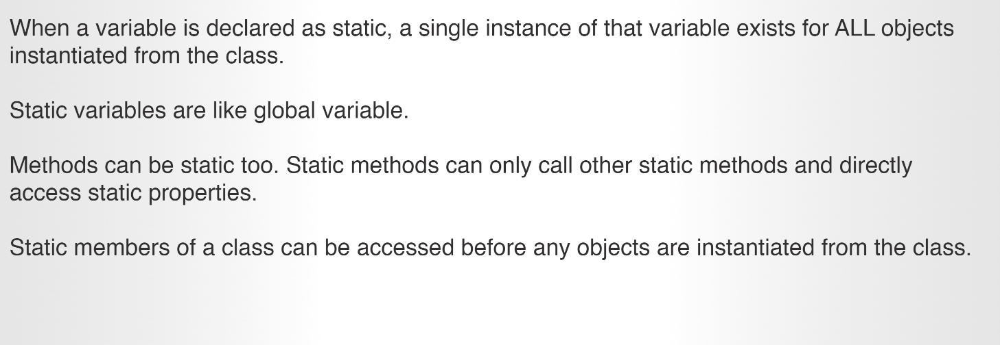 When a variable is declared as static, a single instance of that variable exists for ALL objects
instantiated from the class.
Static variables are like global variable.
Methods can be static too. Static methods can only call other static methods and directly
access static properties.
Static members of a class can be accessed before any objects are instantiated from the class.